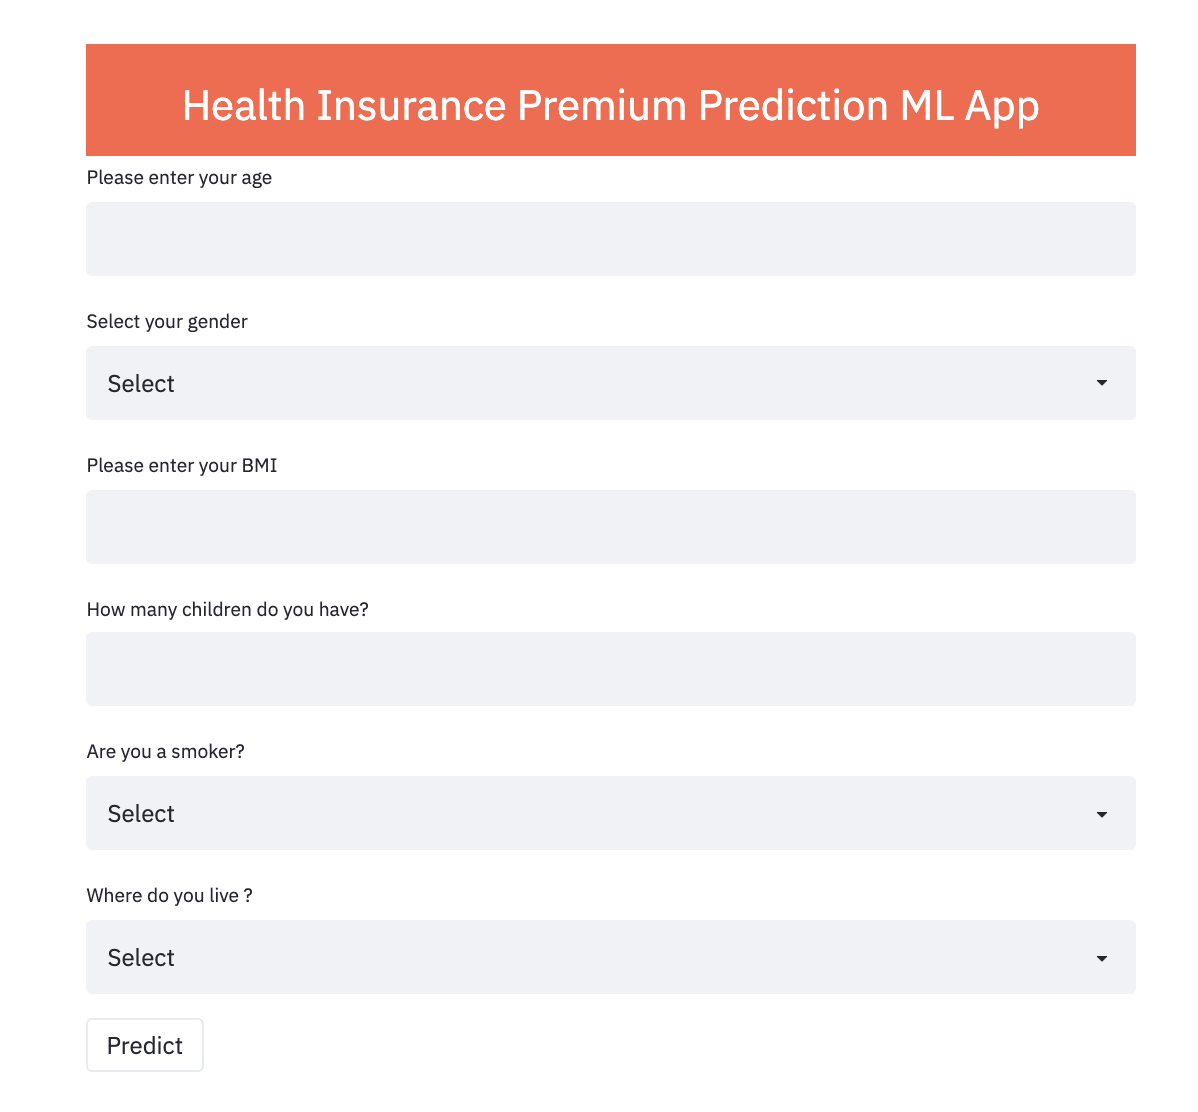 Health Insurance Premium Prediction ML App
Please enter your age
Select your gender
Select
Please enter your BMI
How many children do you have?
Are you a smoker?
Select
Where do you live ?
Select
Predict